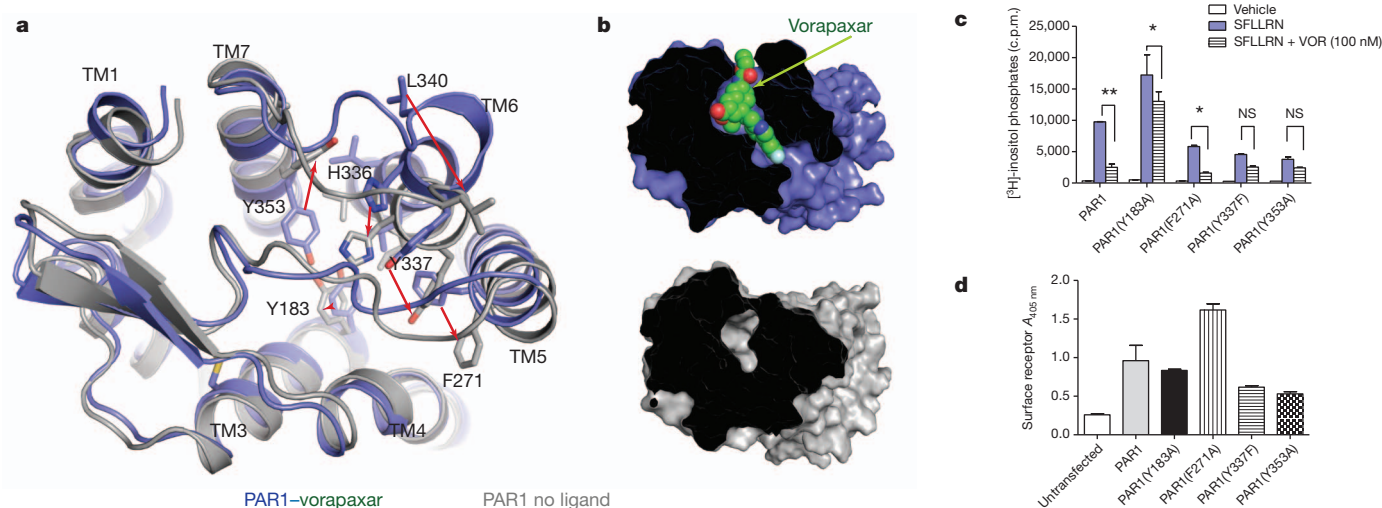 a
TM7
TM1
L340
TM6
H336
Y353
Y337
Y183
TM5
F271
TM3
TM4
PAR1–vorapaxar
PAR1 no ligand
b
Vorapaxar
c
Vehicle
SFLLRN
SFLLRN + VOR (100 nM)
[³H]-inositol phosphates (c.p.m.)
25,000
20,000
15,000
10,000
5,000
0
**
*
*
NS
NS
PAR1
PAR1(Y183A)
PAR1(F271A)
PAR1(Y337F)
PAR1(Y353A)
d
Surface receptor A405 nm
2.0
1.5
1.0
0.5
0.0
Untransfected
PAR1
PAR1(Y183A)
PAR1(F271A)
PAR1(Y337F)
PAR1(Y353A)